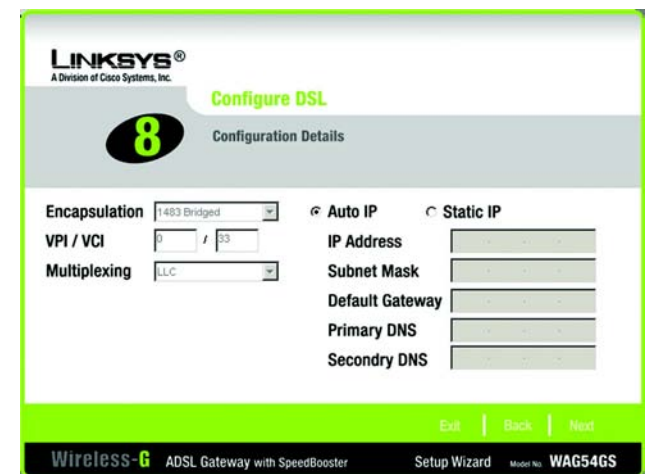 LINKSYS®
A Division of Cisco Systems, Inc.
Configure DSL
8
Configuration Details
Encapsulation 1483 Bridged
VPI / VCI 0 / 33
Multiplexing LLC
Auto IP Static IP
IP Address
Subnet Mask
Default Gateway
Primary DNS
Secondry DNS
Exit | Back | Next
Wireless-G ADSL Gateway with SpeedBooster Setup Wizard Model No. WAG54GS